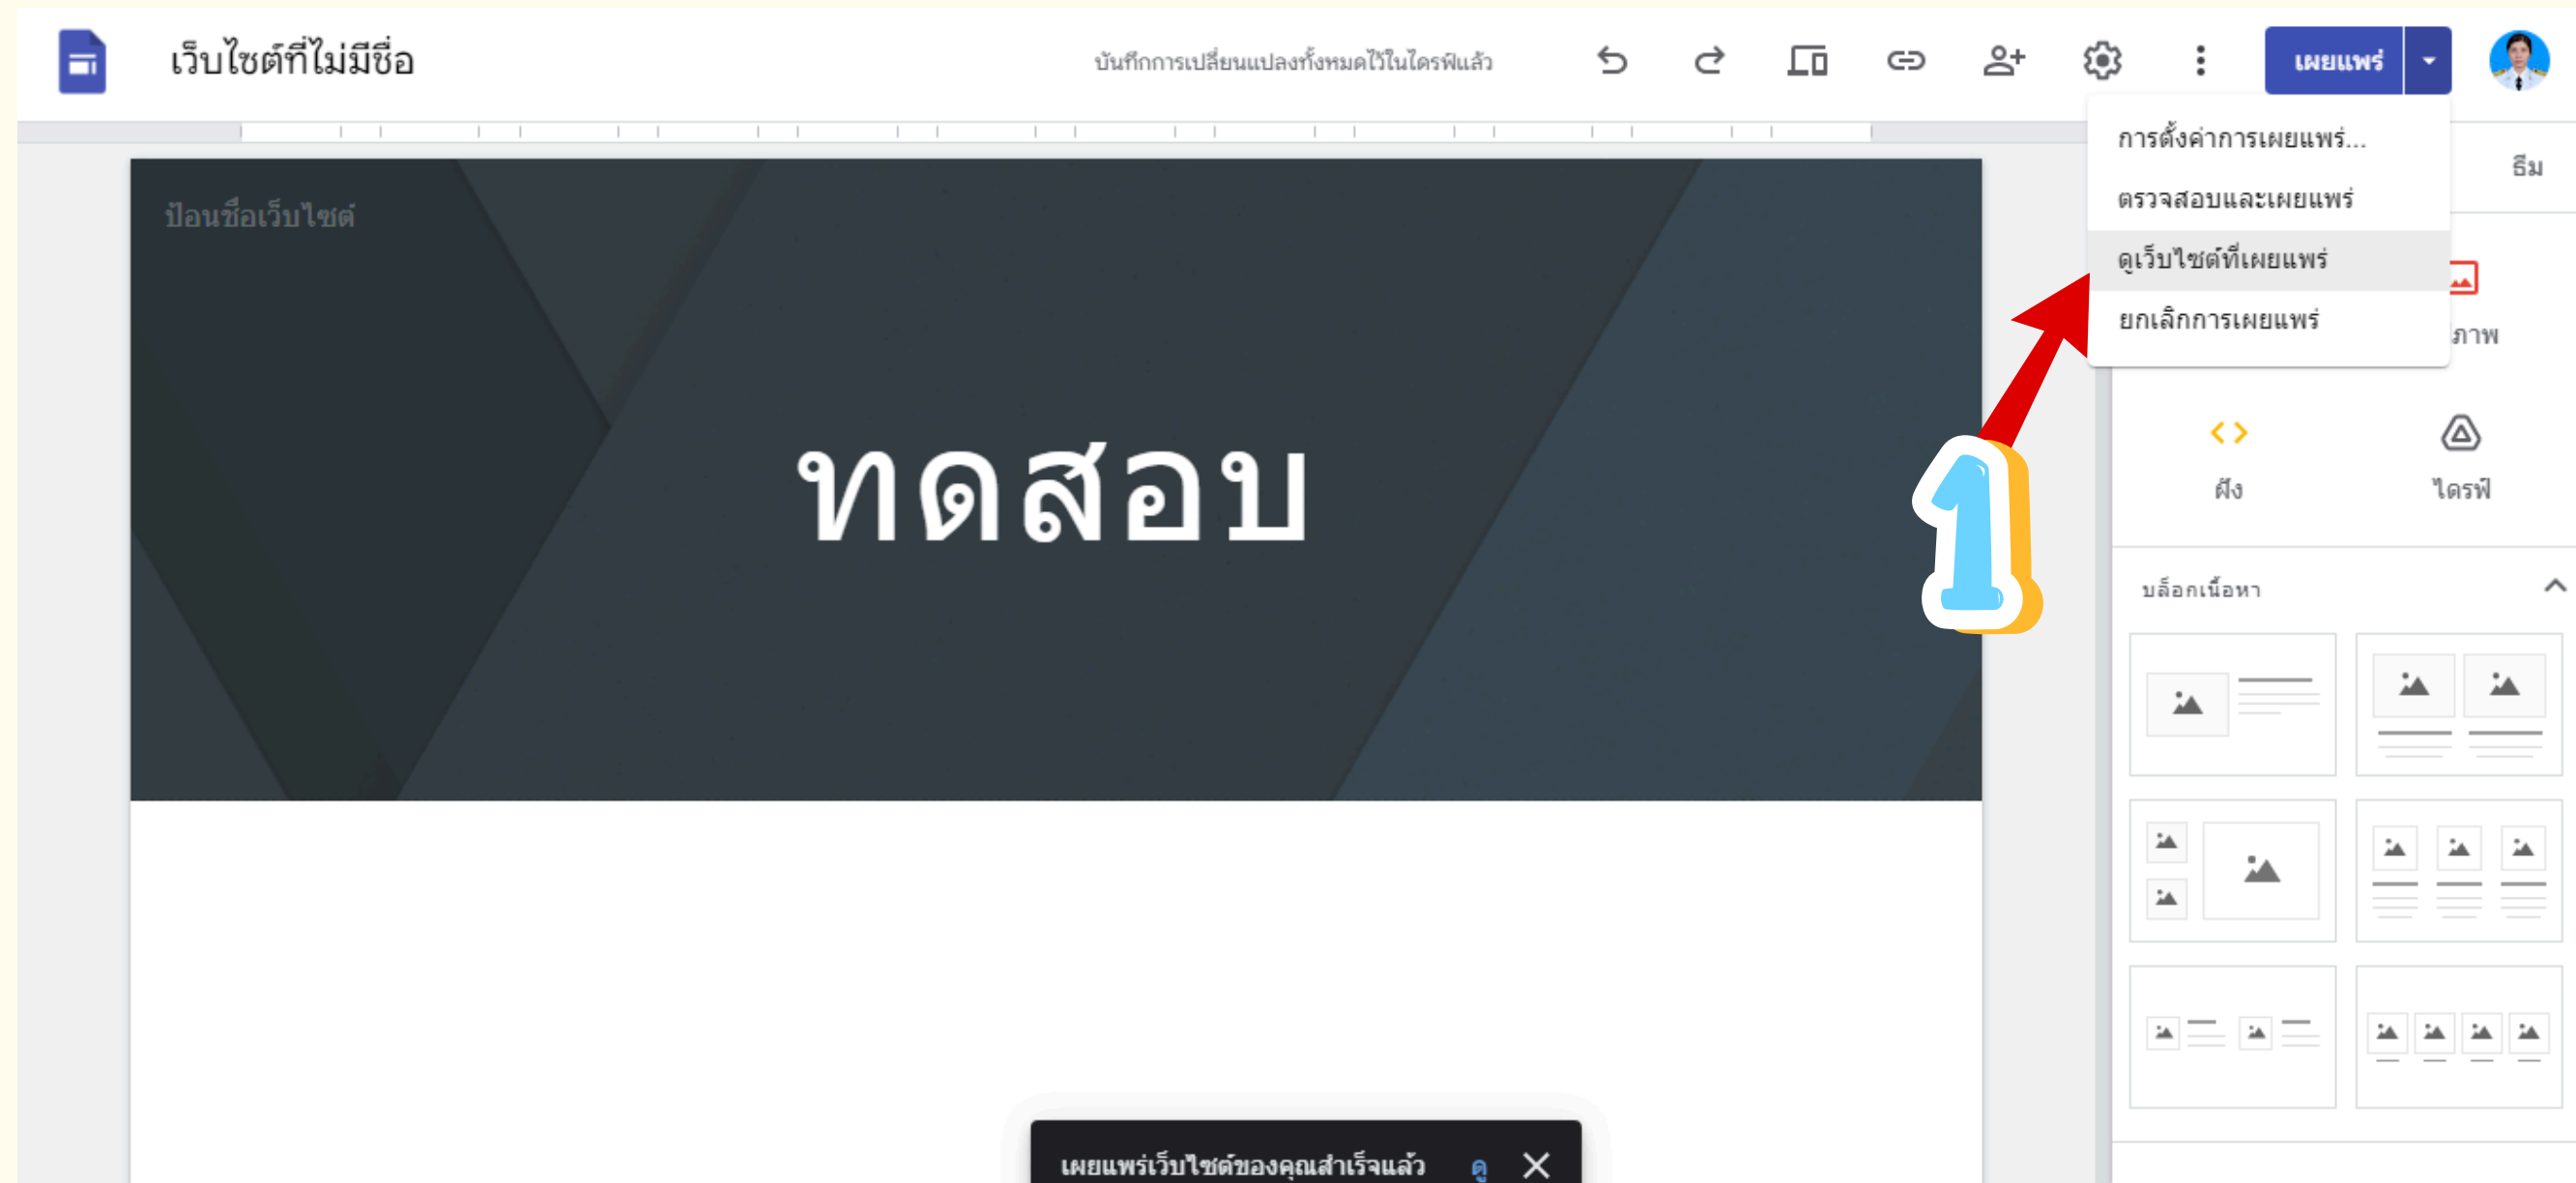 เว็บไซต์ที่ไม่มีชื่อ
บันทึกการเปลี่ยนแปลงทั้งหมดไว้ในไดรฟ์แล้ว
เผยแพร่
การตั้งค่าการเผยแพร่...
ตรวจสอบและเผยแพร่
ดูเว็บไซต์ที่เผยแพร่
ยกเลิกการเผยแพร่
ธีม
ภาพ
ป้อนชื่อเว็บไซต์
ทดสอบ
1
ฝัง
ไดรฟ์
บล็อกเนื้อหา
เผยแพร่เว็บไซต์ของคุณสำเร็จแล้ว ดู